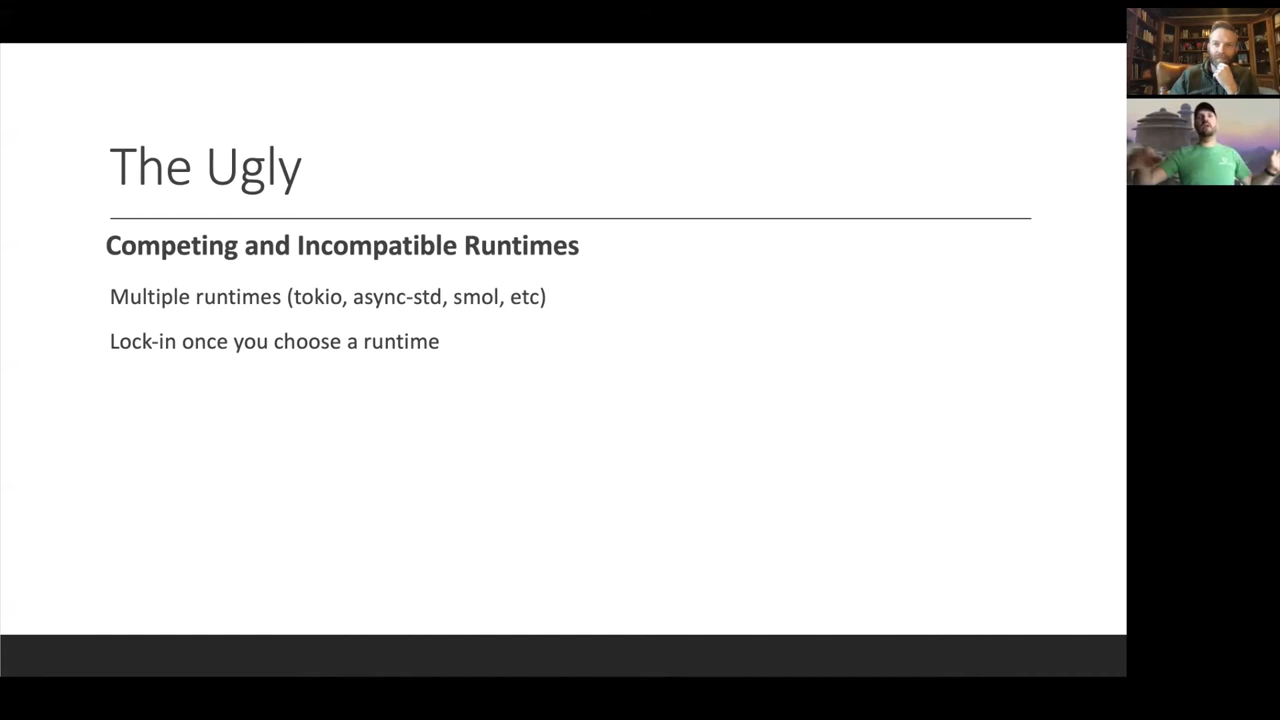 The Ugly
Competing and Incompatible Runtimes
Multiple runtimes (tokio, async-std, smol, etc)
Lock-in once you choose a runtime